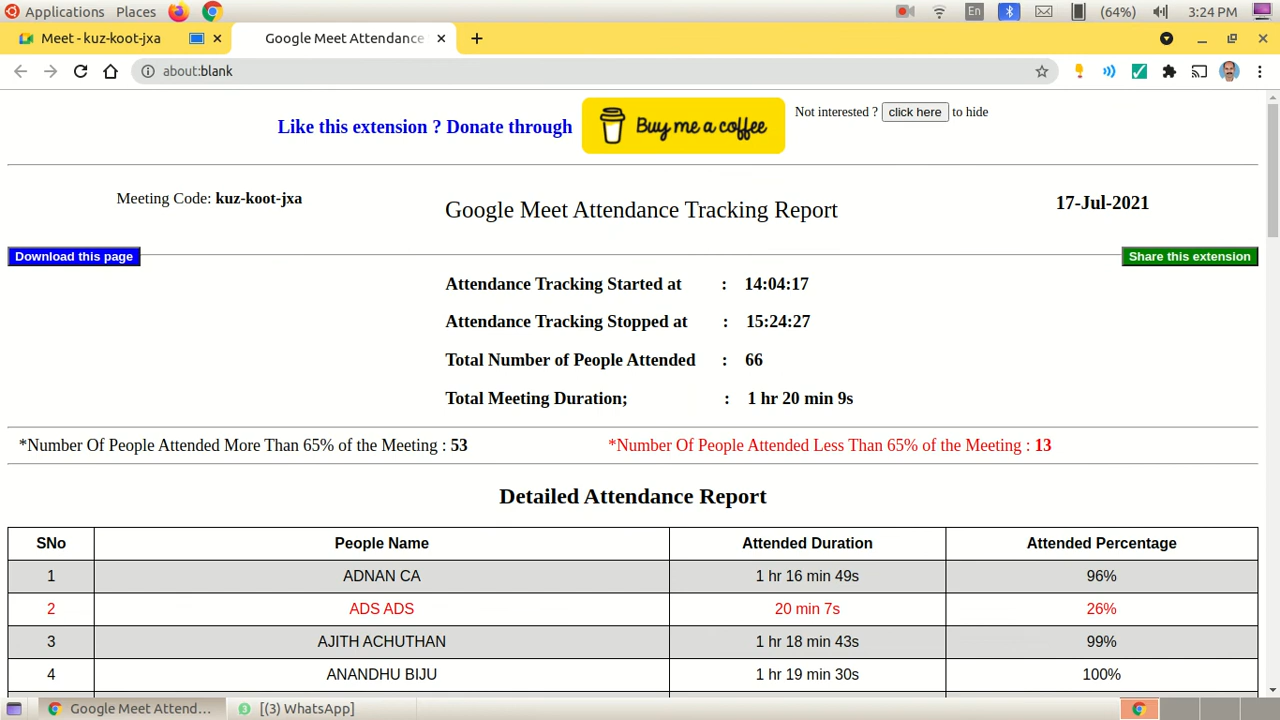 Applications Places En (64%) 3:24 PM
Meet - kuz-koot-jxa Google Meet Attendance
about:blank
Like this extension ? Donate through Buy me a coffee Not interested ? click here to hide
Meeting Code: kuz-koot-jxa Google Meet Attendance Tracking Report 17-Jul-2021
Download this page Share this extension
Attendance Tracking Started at : 14:04:17
Attendance Tracking Stopped at : 15:24:27
Total Number of People Attended : 66
Total Meeting Duration; : 1 hr 20 min 9s
*Number Of People Attended More Than 65% of the Meeting : 53 *Number Of People Attended Less Than 65% of the Meeting : 13
Detailed Attendance Report
SNo People Name Attended Duration Attended Percentage
1 ADNAN CA 1 hr 16 min 49s 96%
2 ADS ADS 20 min 7s 26%
3 AJITH ACHUTHAN 1 hr 18 min 43s 99%
4 ANANDHU BIJU 1 hr 19 min 30s 100%
Google Meet Attend... 3 [(3) WhatsApp]